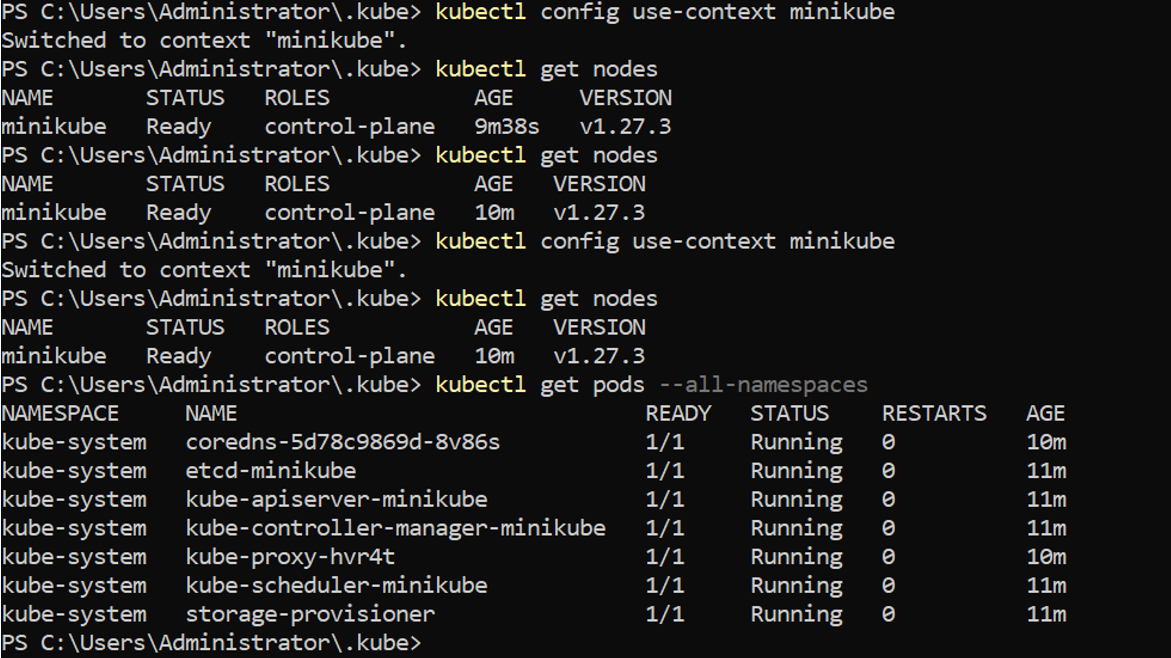 PS C:\Users\Administrator\.kube> kubectl config use-context minikube
Switched to context "minikube".
PS C:\Users\Administrator\.kube> kubectl get nodes
NAME       STATUS   ROLES           AGE     VERSION
minikube   Ready    control-plane   9m38s   v1.27.3
PS C:\Users\Administrator\.kube> kubectl get nodes
NAME       STATUS   ROLES           AGE   VERSION
minikube   Ready    control-plane   10m   v1.27.3
PS C:\Users\Administrator\.kube> kubectl config use-context minikube
Switched to context "minikube".
PS C:\Users\Administrator\.kube> kubectl get nodes
NAME       STATUS   ROLES           AGE   VERSION
minikube   Ready    control-plane   10m   v1.27.3
PS C:\Users\Administrator\.kube> kubectl get pods --all-namespaces
NAMESPACE     NAME                               READY   STATUS    RESTARTS   AGE
kube-system   coredns-5d78c9869d-8v86s           1/1     Running   0          10m
kube-system   etcd-minikube                      1/1     Running   0          11m
kube-system   kube-apiserver-minikube            1/1     Running   0          11m
kube-system   kube-controller-manager-minikube   1/1     Running   0          11m
kube-system   kube-proxy-hvr4t                   1/1     Running   0          10m
kube-system   kube-scheduler-minikube            1/1     Running   0          11m
kube-system   storage-provisioner                1/1     Running   0          11m
PS C:\Users\Administrator\.kube>